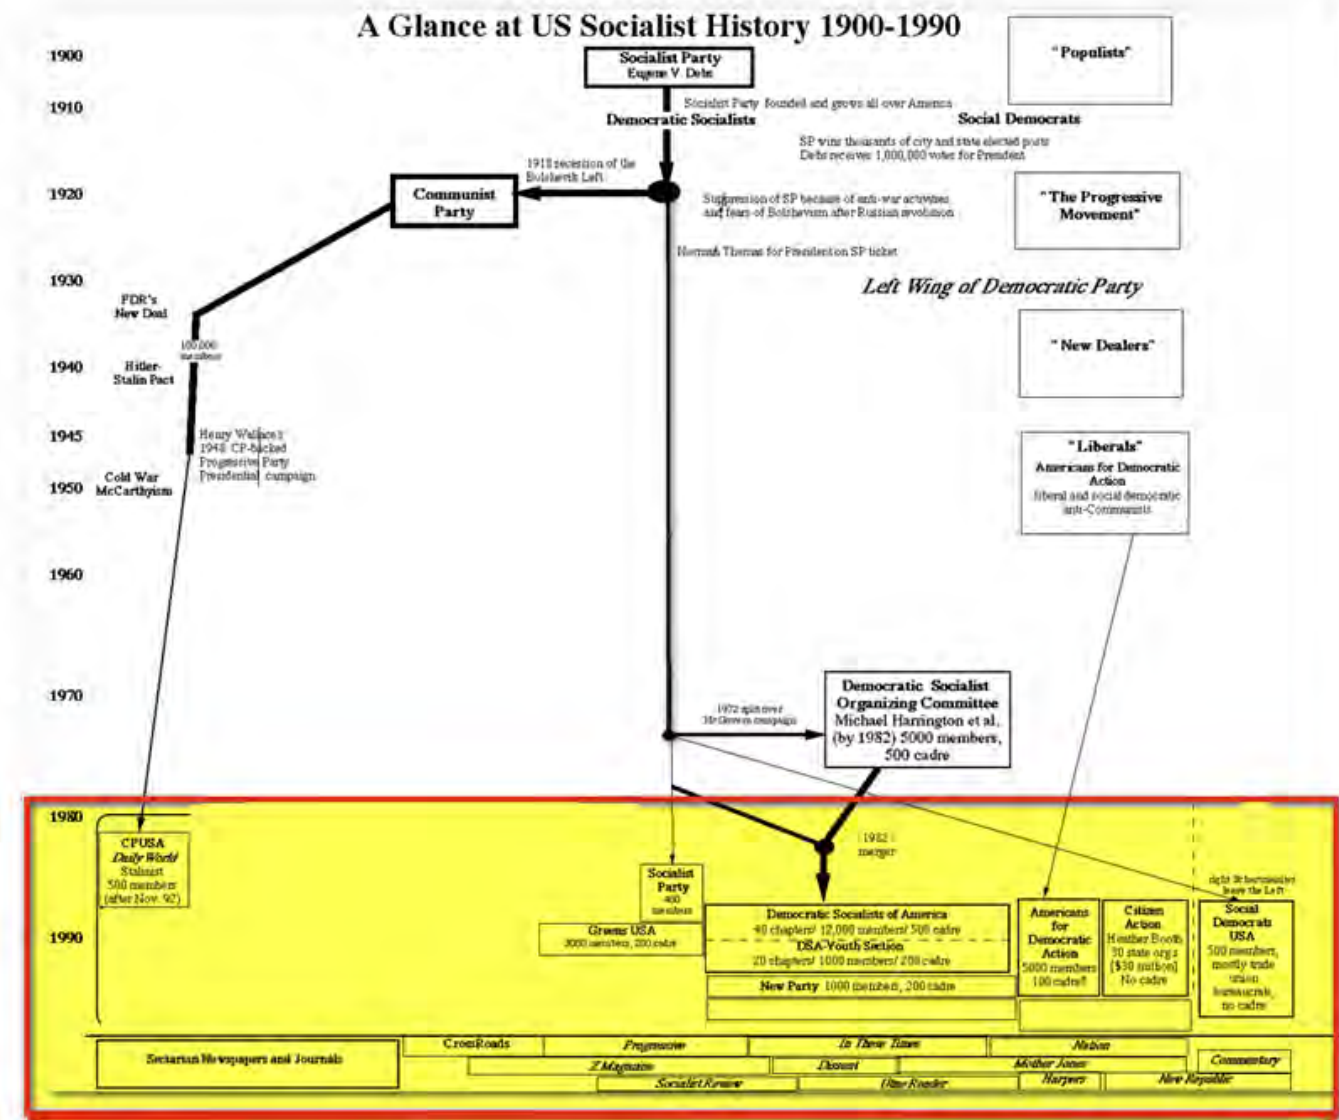 A Glance at US Socialist History 1900-1990
1900
Socialist Party
Eugene V. Debs
"Populists"
1910
Socialist Party founded and grows all over America
Democratic Socialists
Social Democrats
SP wins thousands of city and state elected posts
Debs receives 1,000,000 votes for President
1918 secession of the
Bolshevik Left
1920
Communist
Party
Suppression of SP because of anti-war activities
and fears of Bolshevism after Russian revolution
"The Progressive
Movement"
Norman Thomas for President on SP ticket
1930
Left Wing of Democratic Party
FDR's
New Deal
100,000
members
"New Dealers"
1940
Hitler-
Stalin Pact
1945
Henry Wallace's
1948 CP-backed
Progressive Party
Presidential campaign
"Liberals"
Americans for Democratic
Action
liberal and social democratic
anti-Communists
Cold War
McCarthyism
1950
1960
1970
1972 split over
McGovern campaign
Democratic Socialist
Organizing Committee
Michael Harrington et al.
(by 1982) 5000 members,
500 cadre
1980
CPUSA
Daily World
Stalinist
500 members
(after Nov. 92)
1982
merger
Socialist
Party
400
members
right
leave the Left
1990
Greens USA
3000 members, 200 cadre
Democratic Socialists of America
40 chapters/ 12,000 members/ 500 cadre
DSA-Youth Section
20 chapters/ 1000 members/ 200 cadre
New Party 1000 members, 200 cadre
Americans
for
Democratic
Action
5000 members
100 cadre?
Citizen
Action
Heather Booth
30 state orgs
($30 million)
No cadre
Social
Democrats
USA
500 members,
mostly trade
union
bureaucrats,
no cadre
Sectarian Newspapers and Journals
CrossRoads
Progressive
In These Times
Nation
Z Magazine
Dissent
Mother Jones
Commentary
Socialist Review
Utne Reader
Harpers
New Republic